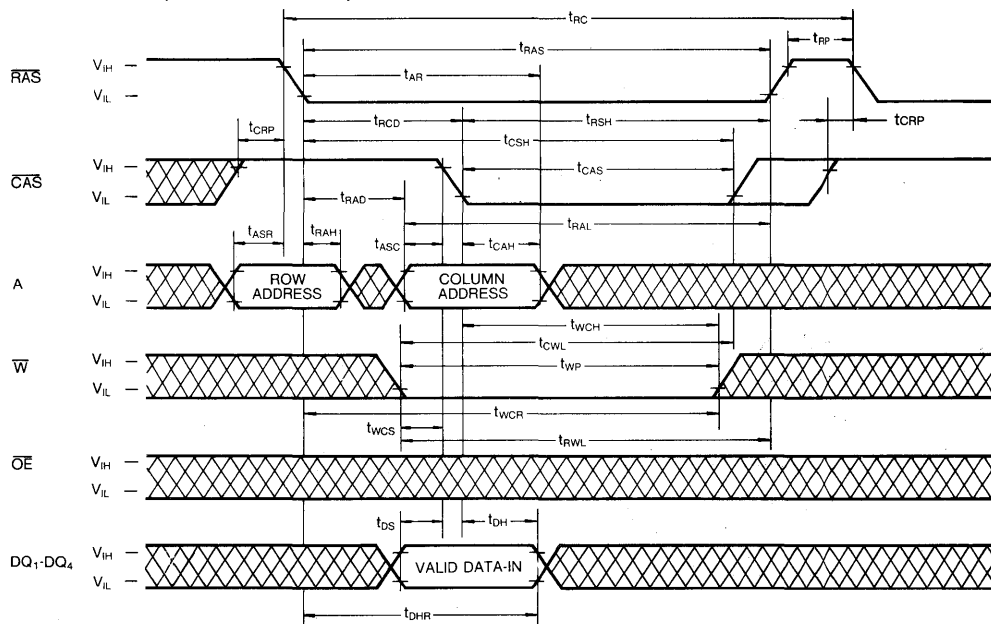 tRC
tRAS tRP
tAR
RAS VIH
VIL
tCRP tRCD tRSH tCRP
tCSH
CAS VIH tCAS
VIL
tRAD
tRAL
tASR tRAH tASC tCAH
A VIH ROW ADDRESS COLUMN ADDRESS
VIL
tWCH
tCWL
W VIH tWP
VIL
tWCR
tWCS tRWL
OE VIH
VIL
tDS tDH
DQ1-DQ4 VIH VALID DATA-IN
VIL
tDHR